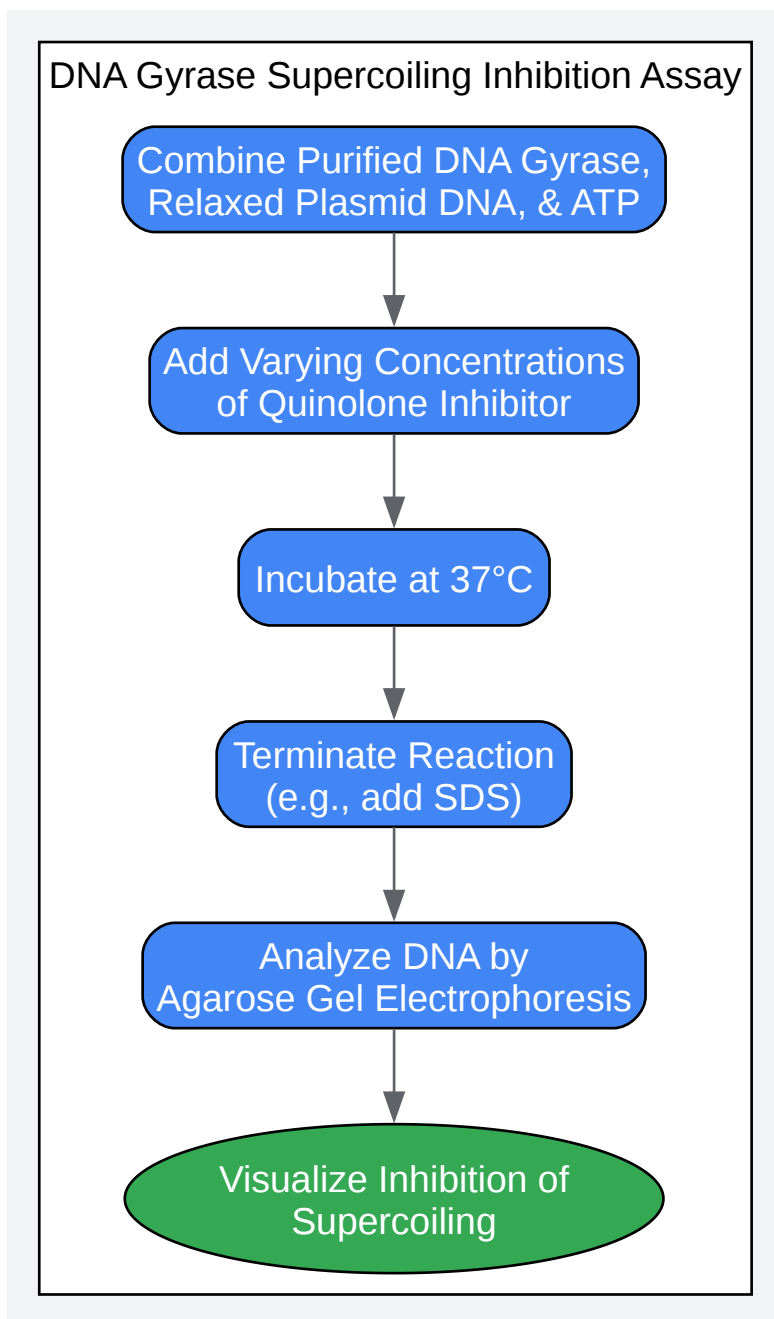 DNA Gyrase Supercoiling Inhibition Assay
Combine Purified DNA Gyrase,
Relaxed Plasmid DNA, & ATP
Add Varying Concentrations
of Quinolone Inhibitor
Incubate at 37°C
Terminate Reaction
(e.g., add SDS)
Analyze DNA by
Agarose Gel Electrophoresis
Visualize Inhibition of
Supercoiling